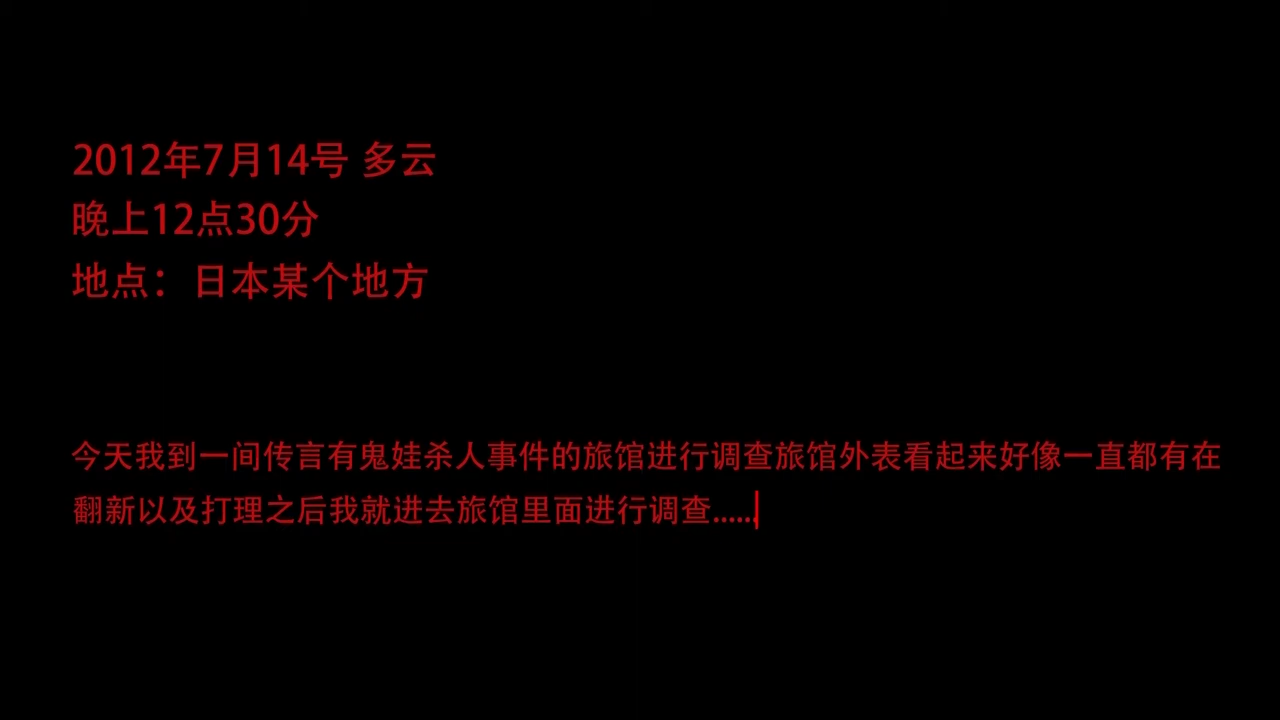 2012年7月14号 多云
晚上12点30分
地点：日本某个地方
今天我到一间传言有鬼娃杀人事件的旅馆进行调查旅馆外表看起来好像一直都有在
翻新以及打理之后我就进去旅馆里面进行调查.....